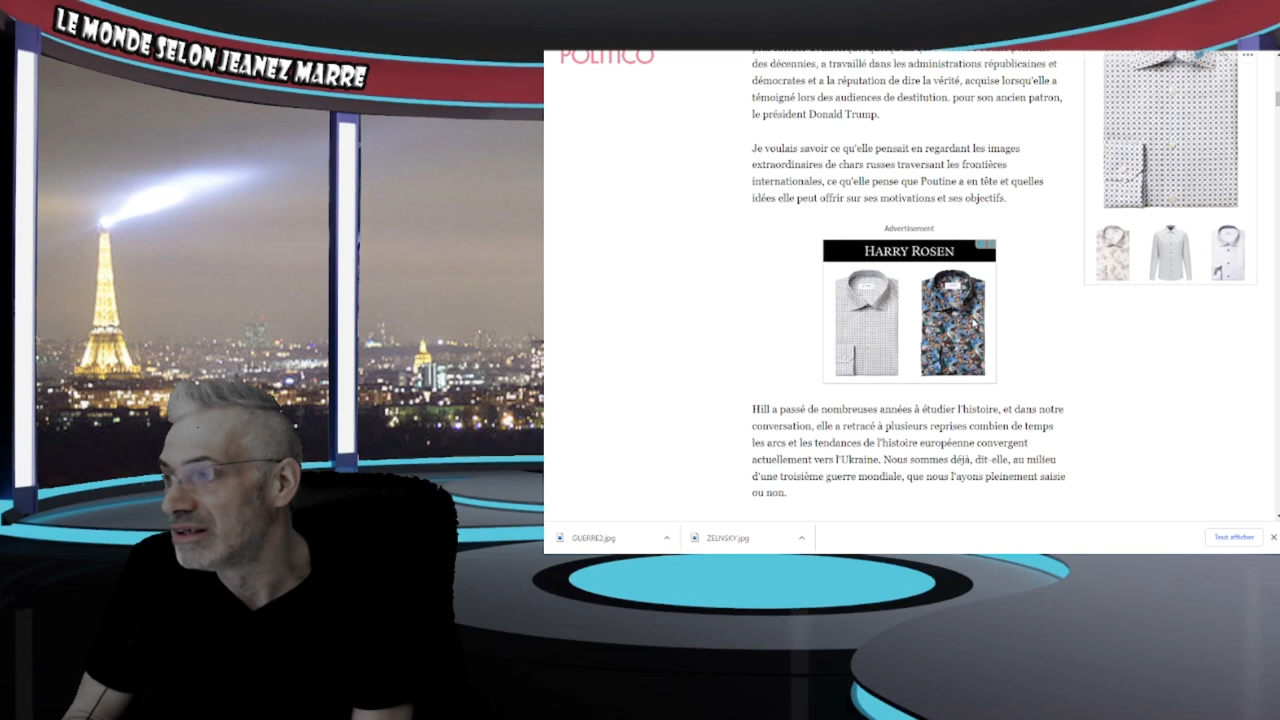 LE MONDE SELON JEANEZ MARRE
POLITICO
des décennies, a travaillé dans les administrations républicaines et
démocrates et a la réputation de dire la vérité, acquise lorsqu'elle a
témoigné lors des audiences de destitution. pour son ancien patron,
le président Donald Trump.
Je voulais savoir ce qu'elle pensait en regardant les images
extraordinaires de chars russes traversant les frontières
internationales, ce qu'elle pense que Poutine a en tête et quelles
idées elle peut offrir sur ses motivations et ses objectifs.
Advertisement
HARRY ROSEN
Hill a passé de nombreuses années à étudier l'histoire, et dans notre
conversation, elle a retracé à plusieurs reprises combien de temps
les arcs et les tendances de l'histoire européenne convergent
actuellement vers l'Ukraine. Nous sommes déjà, dit-elle, au milieu
d'une troisième guerre mondiale, que nous l'ayons pleinement saisie
ou non.
GUERRE2.jpg
ZELNSKY.jpg
Tout afficher